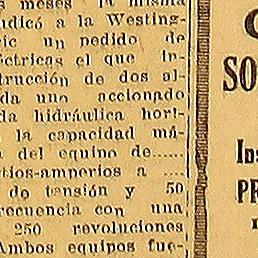 s meses la misma
udicó a la Westing-
ric un pedido de
éctricas el que in-
trucción de dos al-
da uno accionado
da hidráulica hori-
la capacidad má-
a del equipo de.....
tios-amperios a ....
de tensión y 50
recuencia con una
250 revoluciones
Ambos equipos fue-
SO
PR